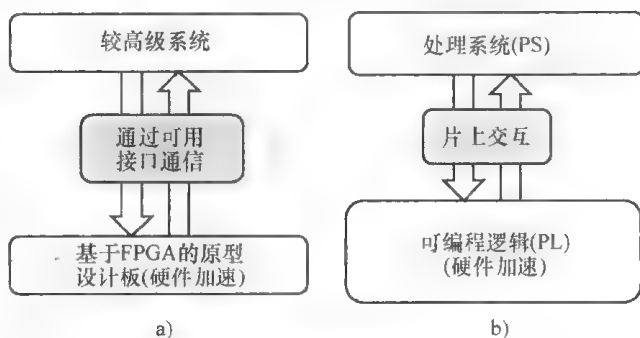 较高级系统
通过可用
接口通信
基于FPGA的原型
设计板(硬件加速)
a)
处理系统(PS)
片上交互
可编程逻辑(PL)
(硬件加速)
b)